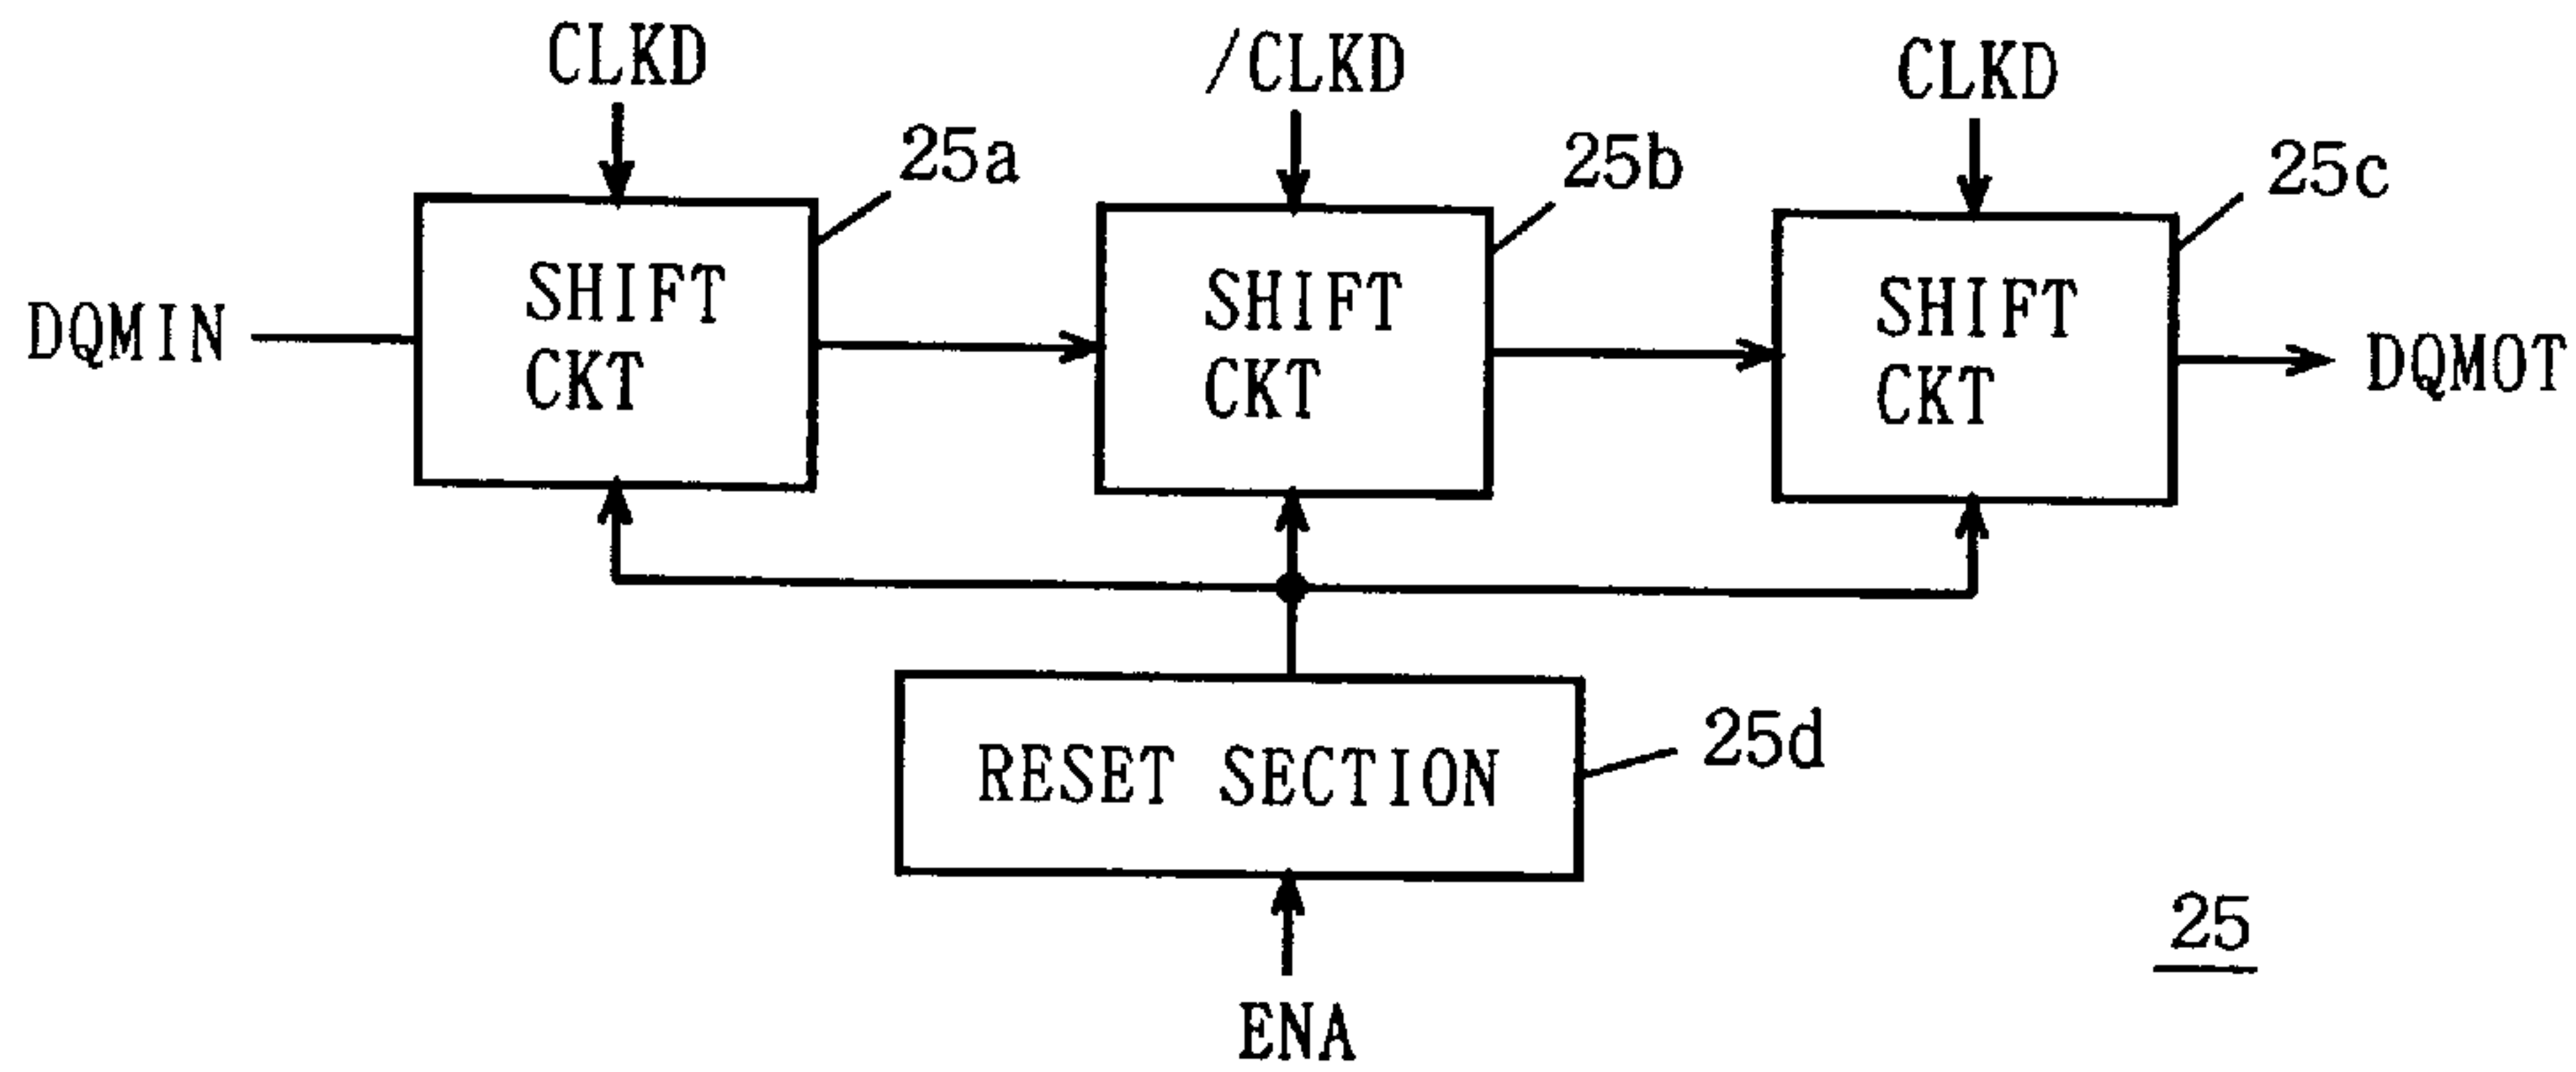 CLKD
/CLKD
CLKD
25a
25b
25c
DQMIN
SHIFT
CKT
SHIFT
CKT
SHIFT
CKT
DQMOT
RESET SECTION
25d
25
ENA